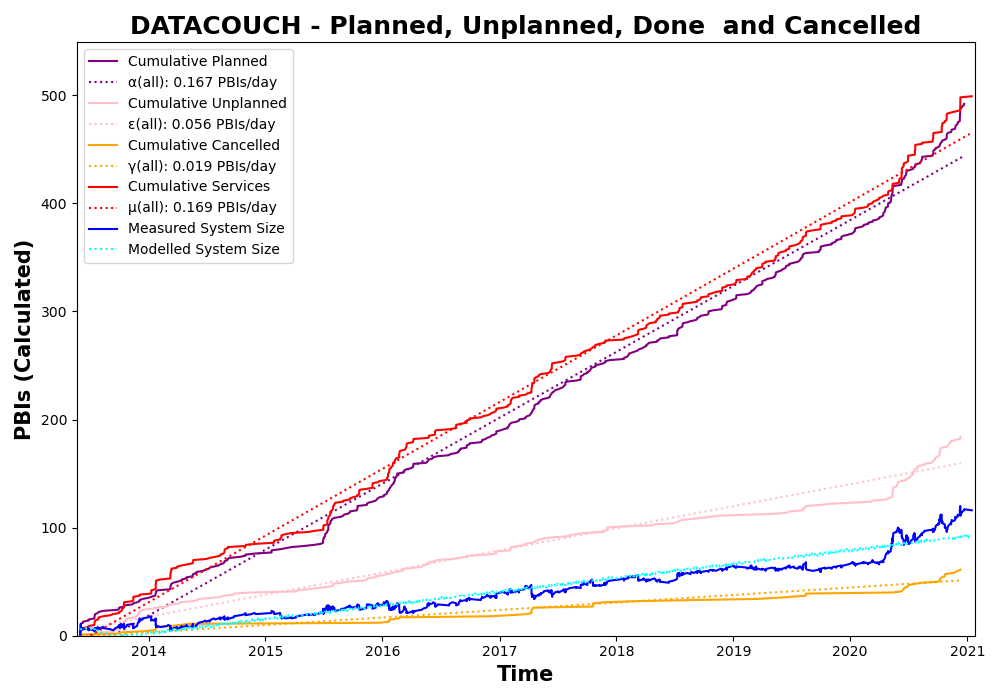 DATACOUCH - Planned, Unplanned, Done  and Cancelled
Cumulative Planned
α(all): 0.167 PBIs/day
Cumulative Unplanned
ε(all): 0.056 PBIs/day
Cumulative Cancelled
γ(all): 0.019 PBIs/day
Cumulative Services
μ(all): 0.169 PBIs/day
Measured System Size
Modelled System Size
PBIs (Calculated)
500
400
300
200
100
0
2014 2015 2016 2017 2018 2019 2020 2021
Time